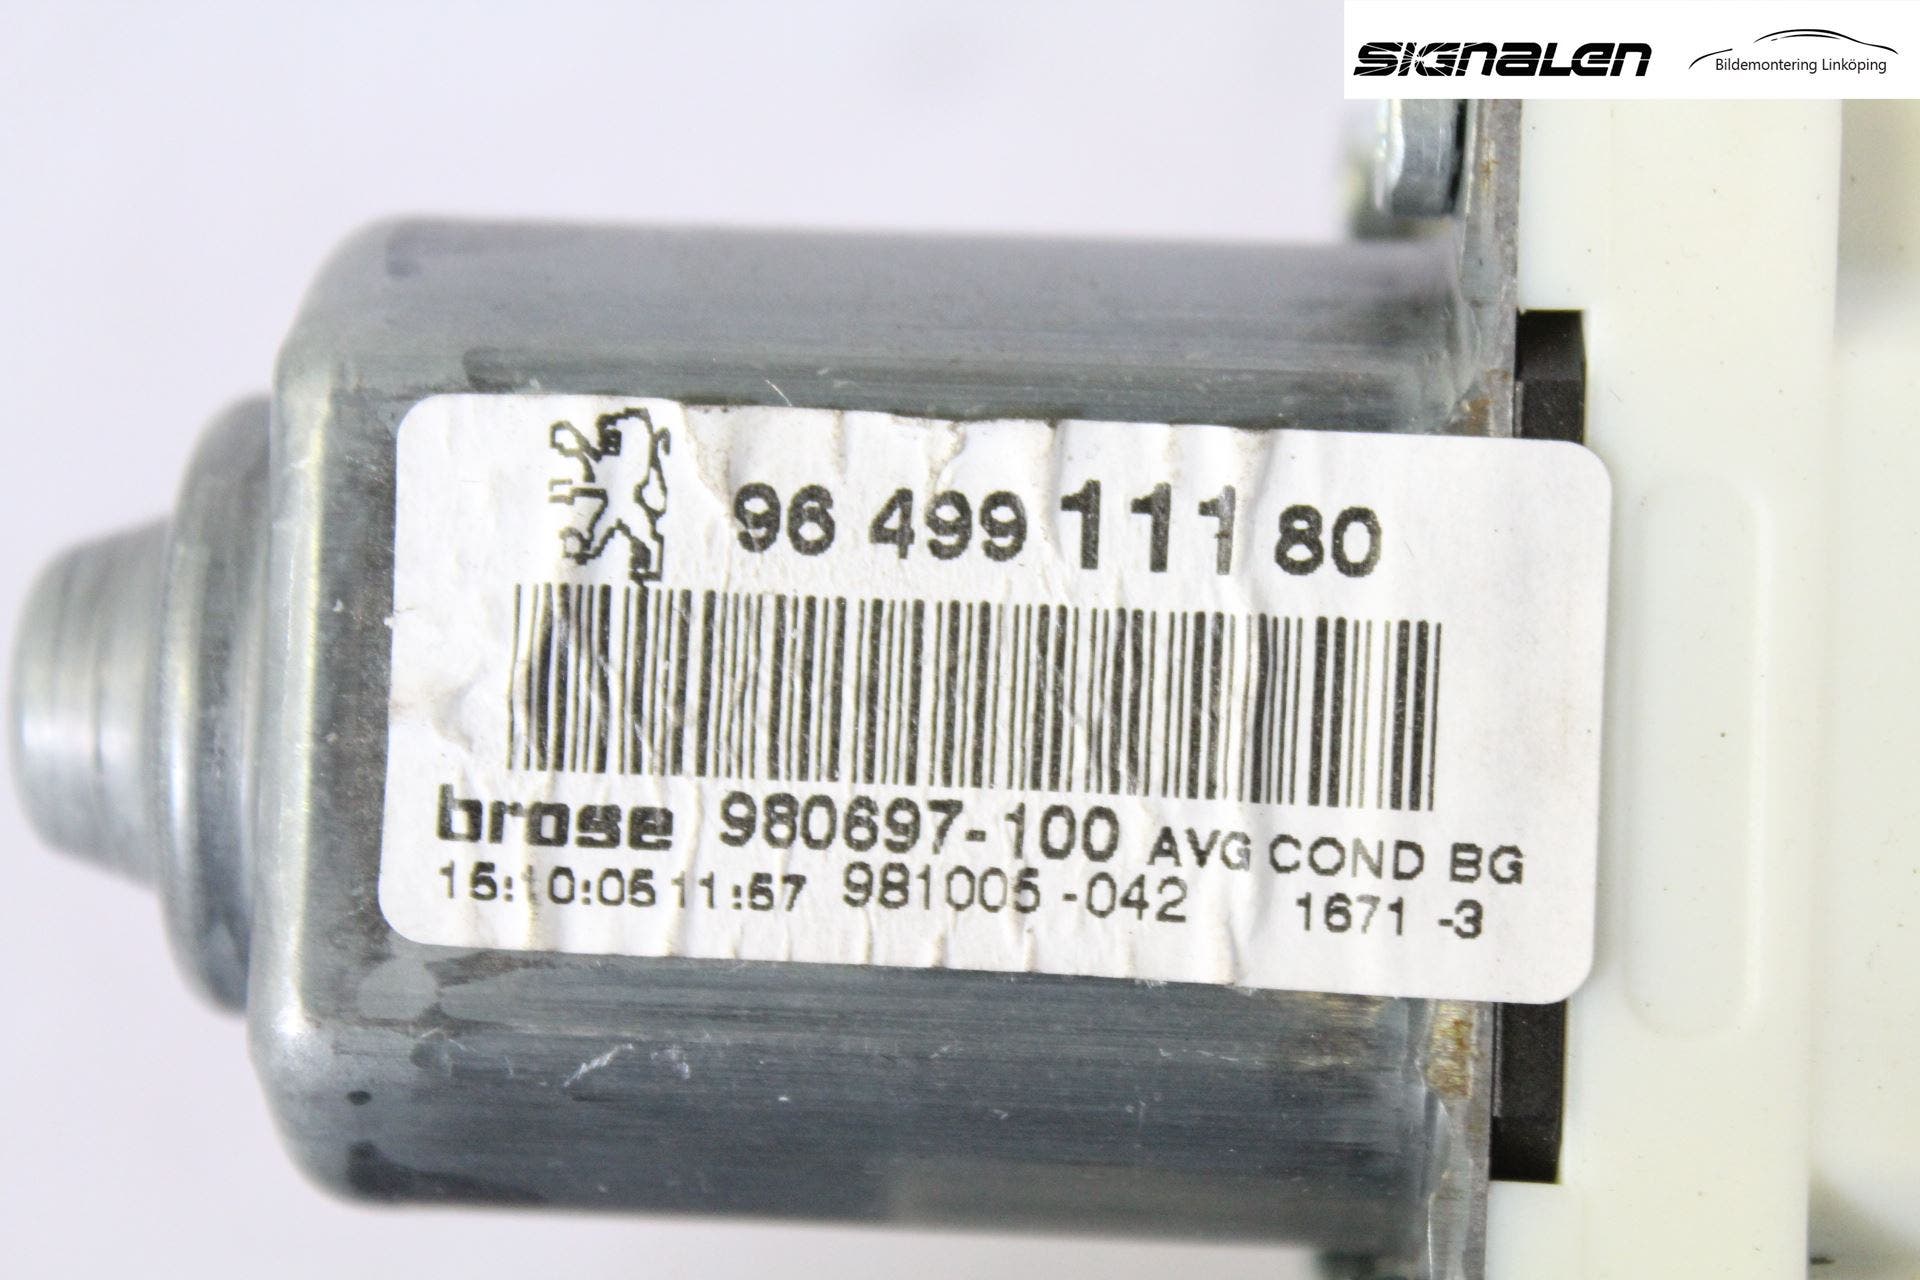 SIGNALEN
Bildemontering Linköping
96 499 111 80
brose 980697-100 AVG COND BG
15:10:05 11:57 981005-042 1671 -3